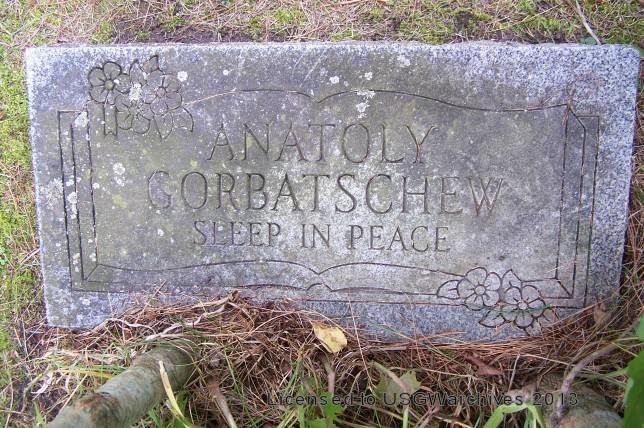 ANATOLY
GORBATSCHEW
SLEEP IN PEACE
Licensed to USGWarchives 2013